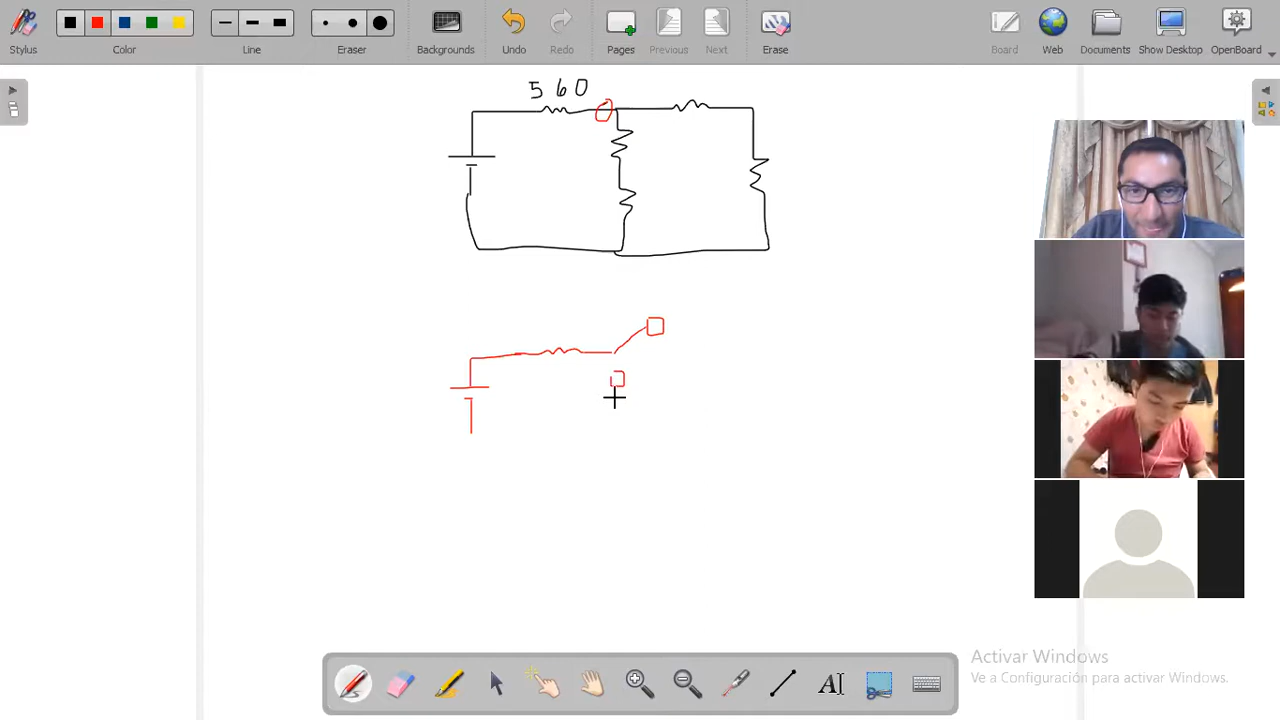 Stylus
Color
Line
Eraser
Backgrounds
Undo
Redo
Pages
Previous
Next
Erase
Board
Web
Documents
Show Desktop
OpenBoard
560
Activar Windows
Ve a Configuración para activar Windows.